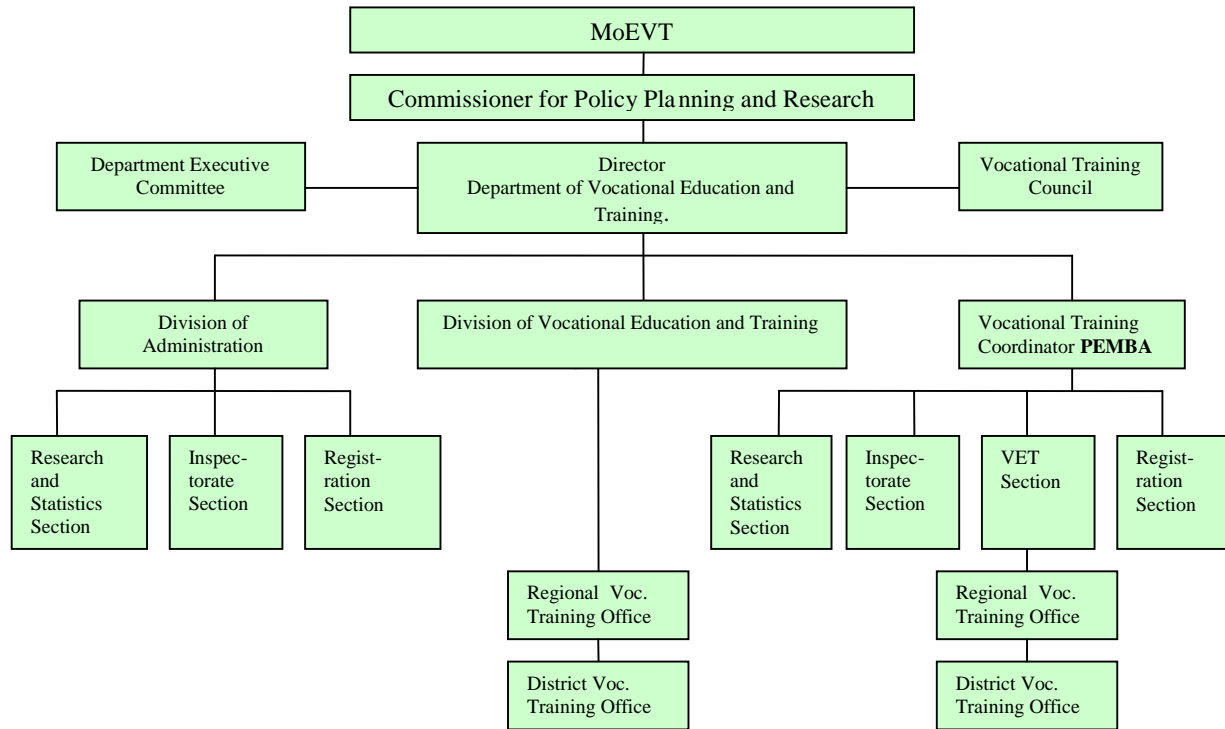 MoEVT
Commissioner for Policy Planning and Research
Department Executive
Committee
Director
Department of Vocational Education and
Training.
Vocational Training
Council
Division of
Administration
Division of Vocational Education and Training
Vocational Training
Coordinator PEMBA
Research
and
Statistics
Section
Inspec-
torate
Section
Regist-
ration
Section
Research
and
Statistics
Section
Inspec-
torate
Section
VET
Section
Regist-
ration
Section
Regional Voc.
Training Office
Regional Voc.
Training Office
District Voc.
Training Office
District Voc.
Training Office